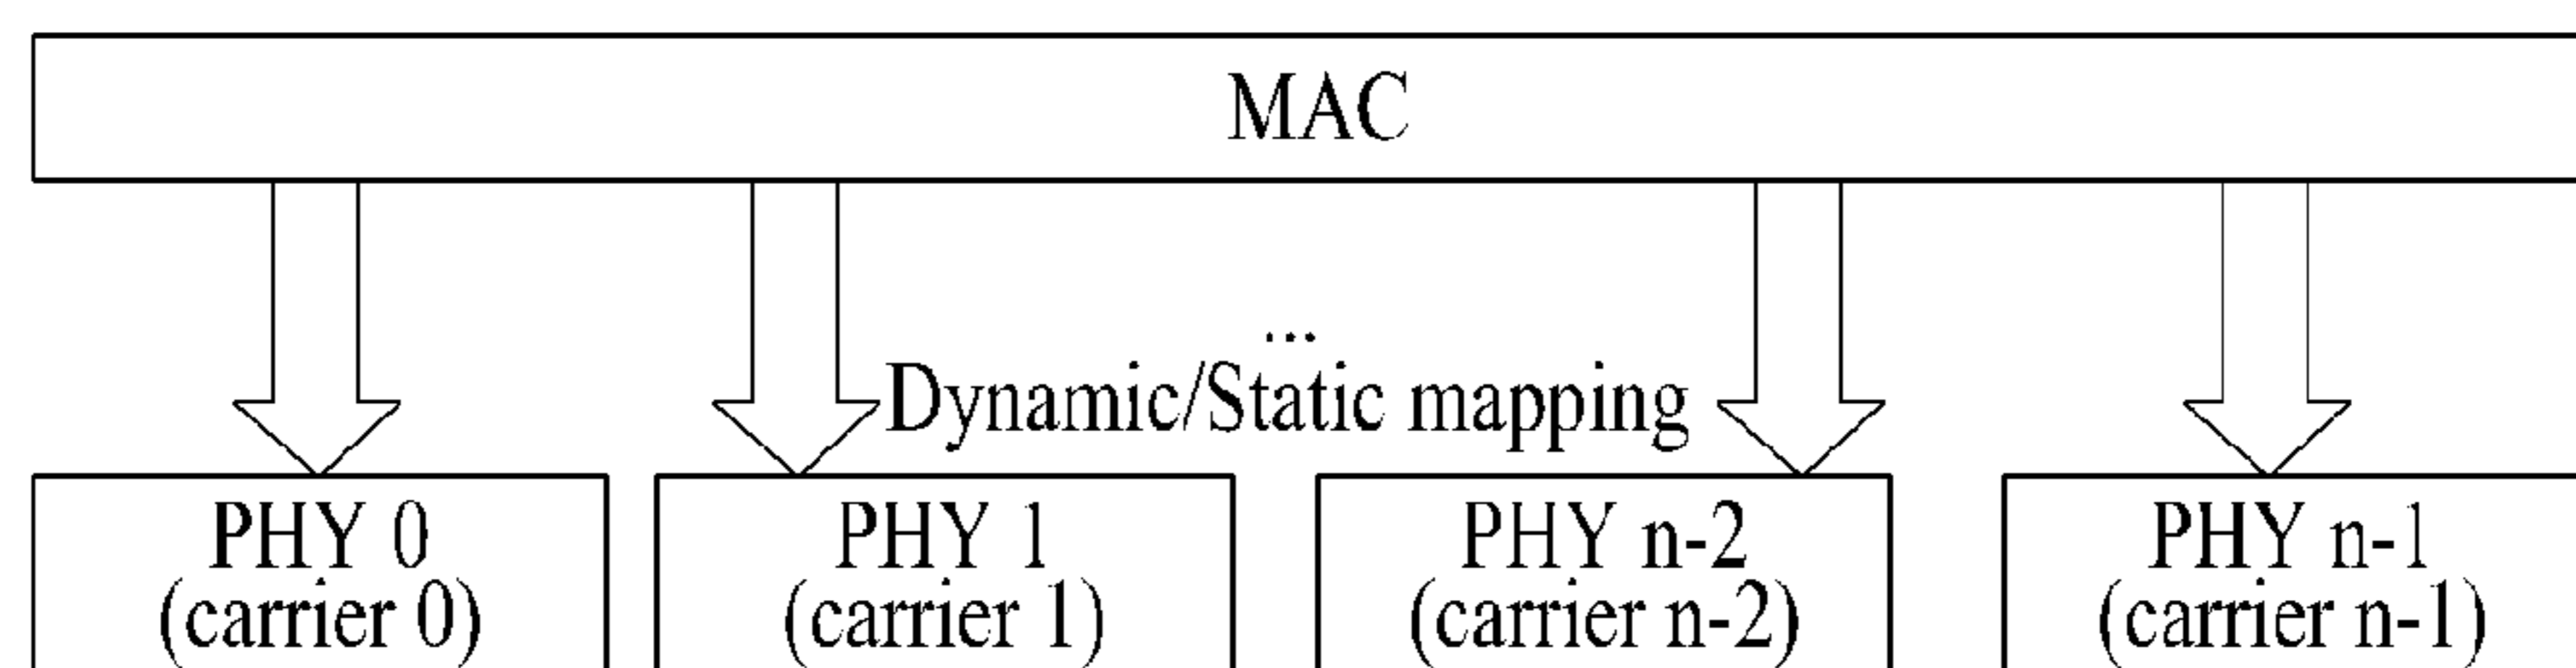 MAC
...
Dynamic/Static mapping
PHY 0
(carrier 0)
PHY 1
(carrier 1)
PHY n-2
(carrier n-2)
PHY n-1
(carrier n-1)